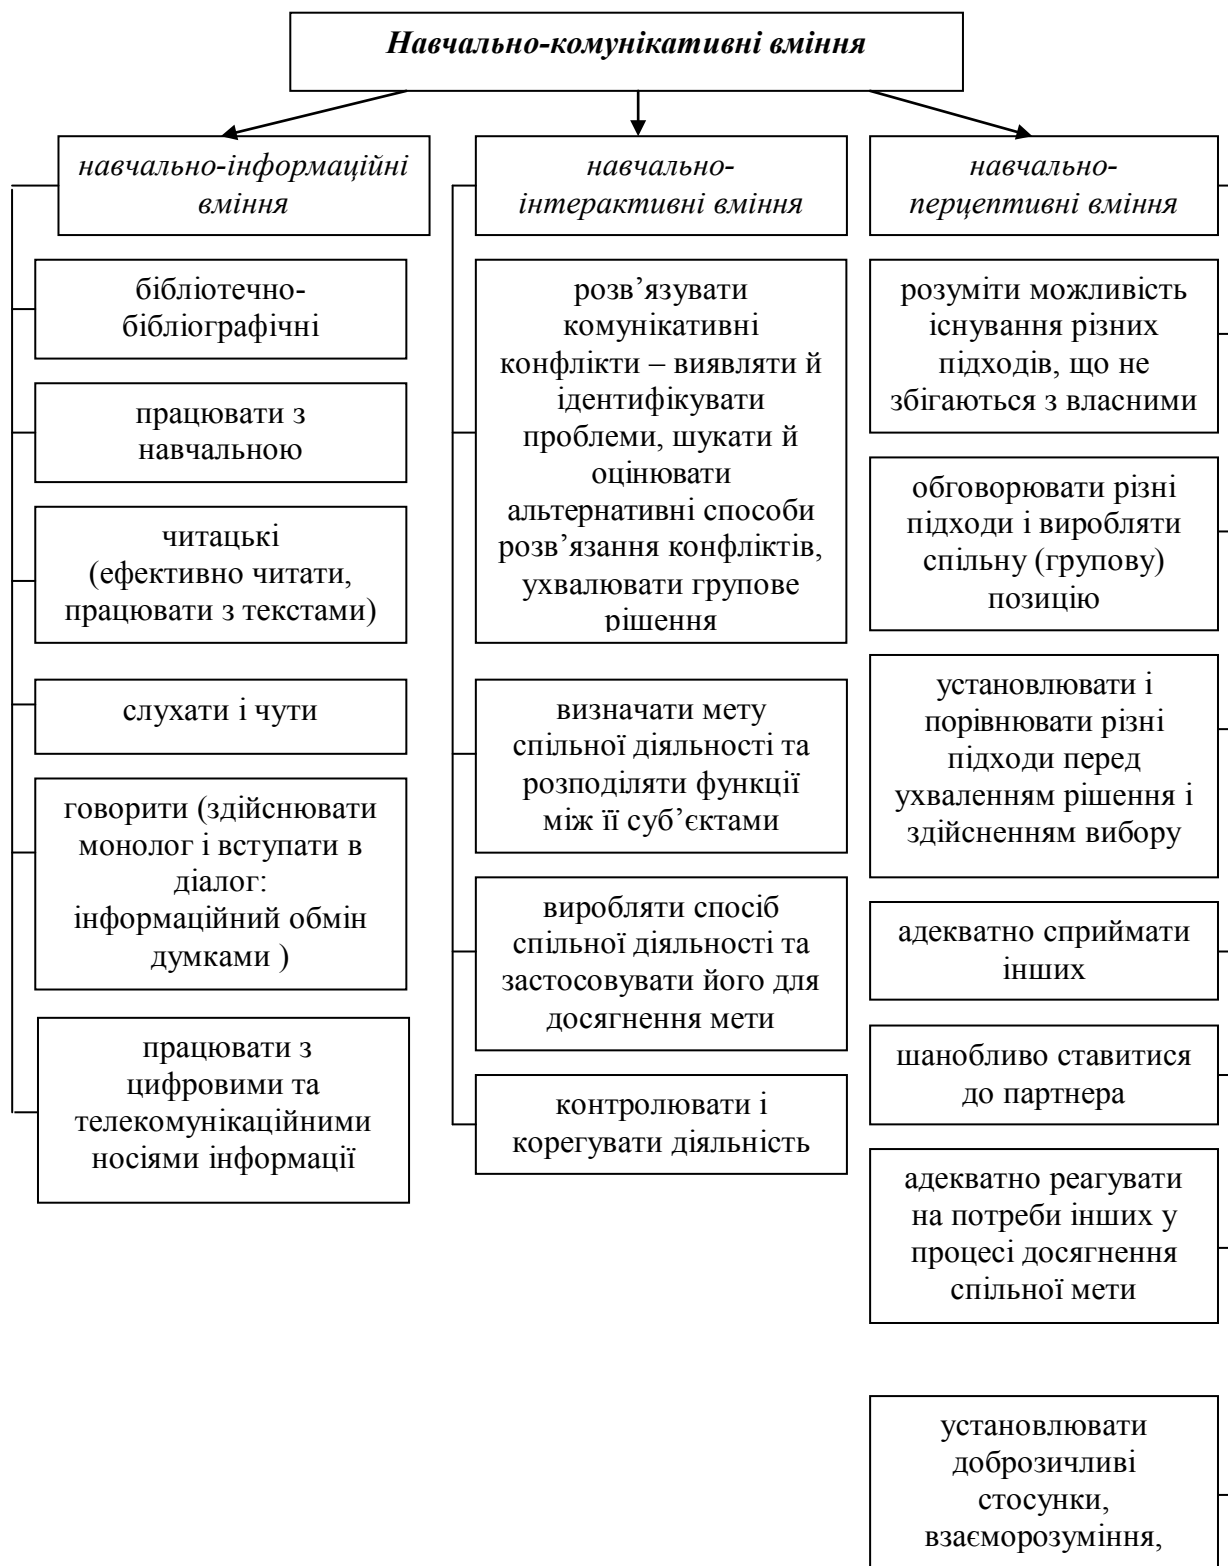 Навчально-комунікативні вміння
навчально-інформаційні
вміння
бібліотечно-
бібліографічні
працювати з
навчальною
читацькі
(ефективно читати,
працювати з текстами)
слухати і чути
говорити (здійснювати
монолог і вступати в
діалог:
інформаційний обмін
думками )
працювати з
цифровими та
телекомунікаційними
носіями інформації
навчально-
інтерактивні вміння
розв’язувати
комунікативні
конфлікти – виявляти й
ідентифікувати
проблеми, шукати й
оцінювати
альтернативні способи
розв’язання конфліктів,
ухвалювати групове
рішення
визначати мету
спільної діяльності та
розподіляти функції
між її суб’єктами
виробляти спосіб
спільної діяльності та
застосовувати його для
досягнення мети
контролювати і
корегувати діяльність
навчально-
перцептивні вміння
розуміти можливість
існування різних
підходів, що не
збігаються з власними
обговорювати різні
підходи і виробляти
спільну (групову)
позицію
установлювати і
порівнювати різні
підходи перед
ухваленням рішення і
здійсненням вибору
адекватно сприймати
інших
шанобливо ставитися
до партнера
адекватно реагувати
на потреби інших у
процесі досягнення
спільної мети
установлювати
доброзичливі
стосунки,
взаєморозуміння,